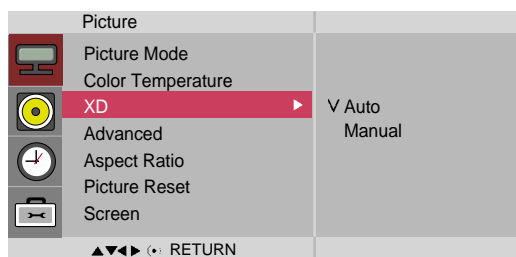 Picture
Picture Mode
Color Temperature
XD
Auto
Advanced
Manual
Aspect Ratio
Picture Reset
Screen
RETURN